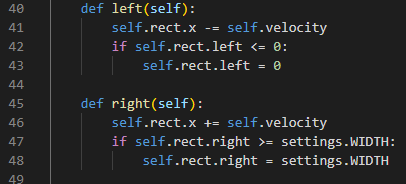 40 def left(self):
41 self.rect.x -= self.velocity
42 if self.rect.left <= 0:
43 self.rect.left = 0
44
45 def right(self):
46 self.rect.x += self.velocity
47 if self.rect.right >= settings.WIDTH:
48 self.rect.right = settings.WIDTH
49